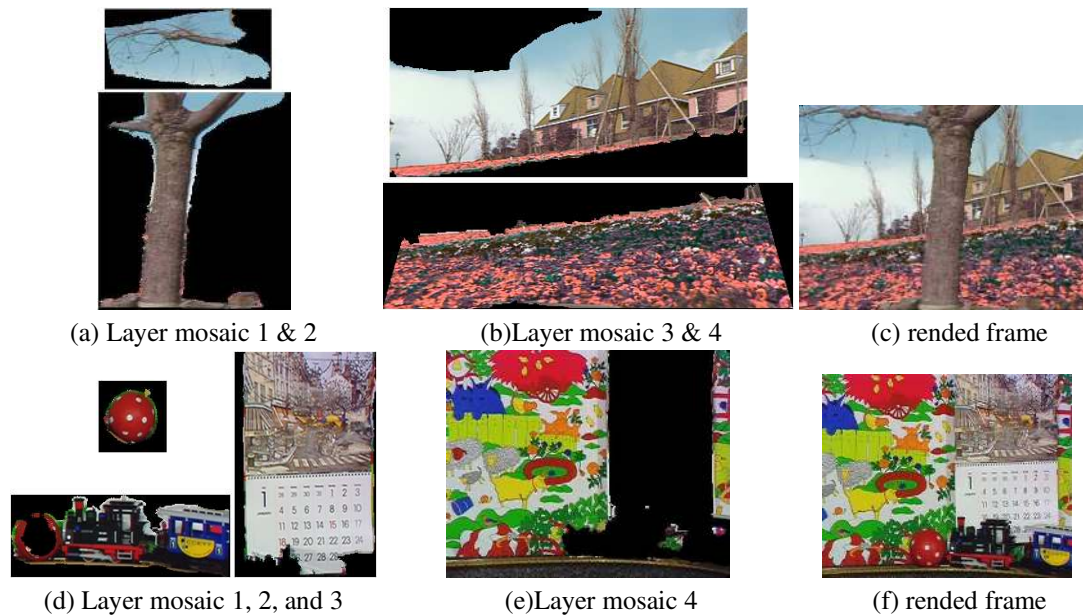 (a) Layer mosaic 1 & 2
(b)Layer mosaic 3 & 4
(c) rended frame
(d) Layer mosaic 1, 2, and 3
(e)Layer mosaic 4
(f) rended frame